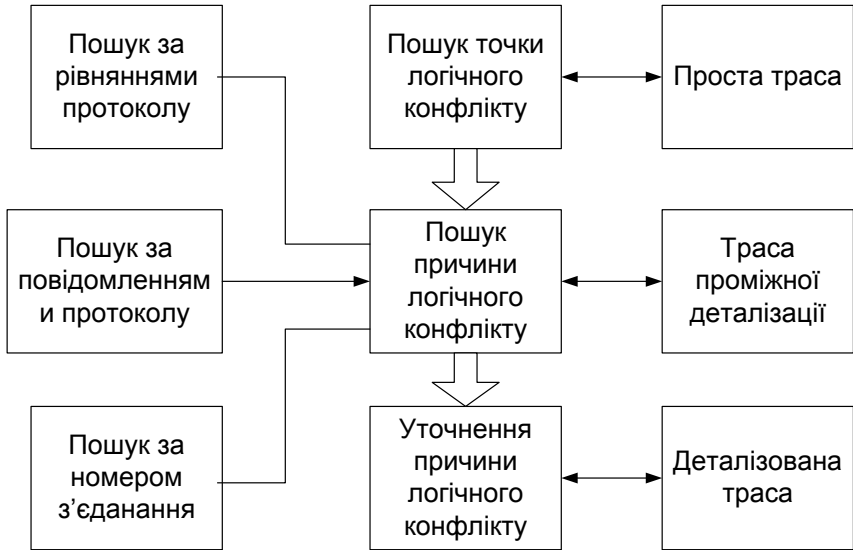 Пошук за
рівняннями
протоколу
Пошук точки
логічного
конфлікту
Проста траса
Пошук за
повідомленням
и протоколу
Пошук
причини
логічного
конфлікту
Траса
проміжної
деталізації
Пошук за
номером
з’єданання
Уточнення
причини
логічного
конфлікту
Деталізована
траса